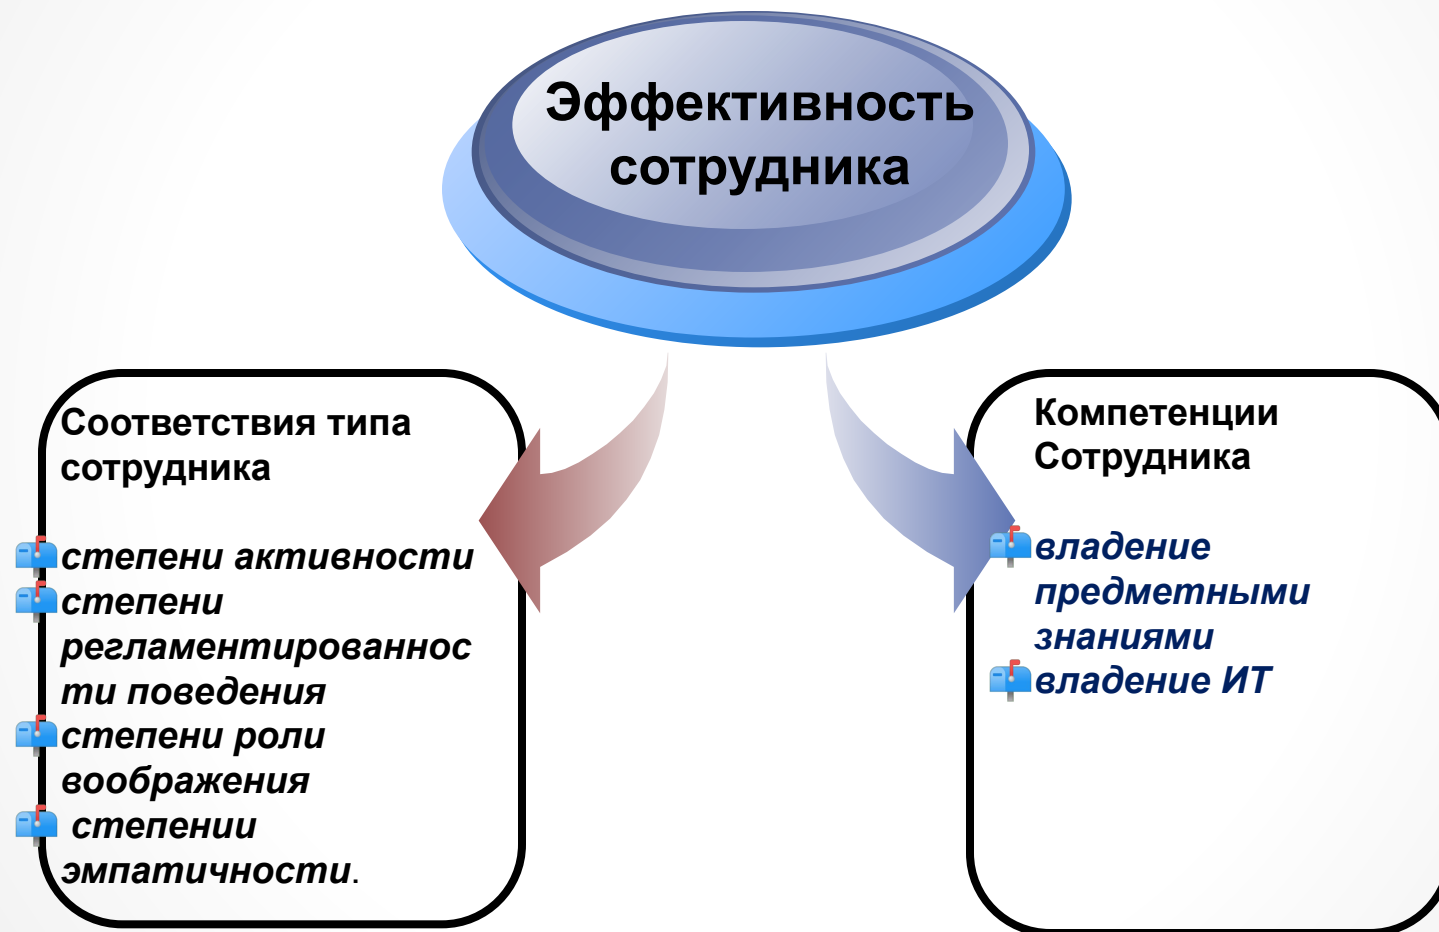 Эффективность
сотрудника
Соответствия типа
сотрудника
степени активности
степени
регламентированнос
ти поведения
степени роли
воображения
степении
эмпатичности.
Компетенции
Сотрудника
владение
предметными
знаниями
владение ИТ